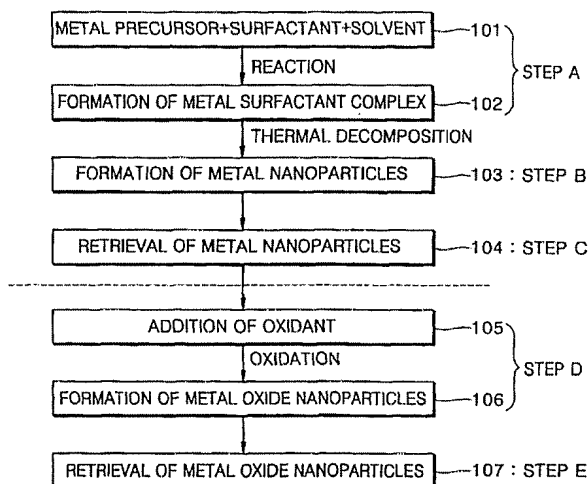 METAL PRECURSOR+SURFACTANT+SOLVENT 101
REACTION
STEP A
FORMATION OF METAL SURFACTANT COMPLEX 102
THERMAL DECOMPOSITION
FORMATION OF METAL NANOPARTICLES 103 : STEP B
RETRIEVAL OF METAL NANOPARTICLES 104 : STEP C
ADDITION OF OXIDANT 105
OXIDATION
STEP D
FORMATION OF METAL OXIDE NANOPARTICLES 106
RETRIEVAL OF METAL OXIDE NANOPARTICLES 107 : STEP E